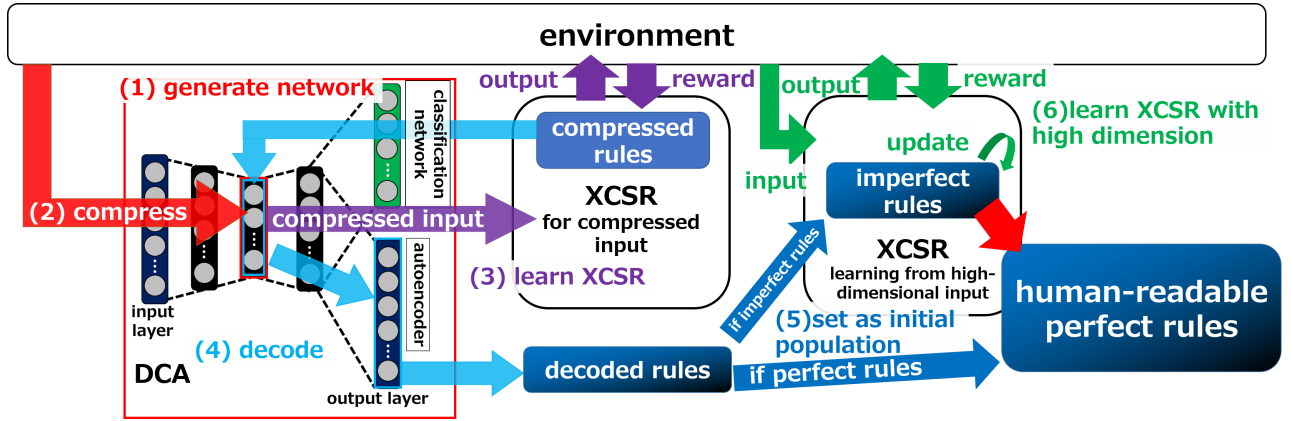 environment
(1) generate network
classification
network
output
reward
compressed
rules
(2) compress
compressed input
XCSR
for compressed
input
(3) learn XCSR
input
layer
DCA
(4) decode
autoencoder
output layer
decoded rules
output
reward
input
(6)learn XCSR with
high dimension
update
imperfect
rules
XCSR
learning from high-
dimensional input
if imperfect rules
(5)set as initial
population
if perfect rules
human-readable
perfect rules